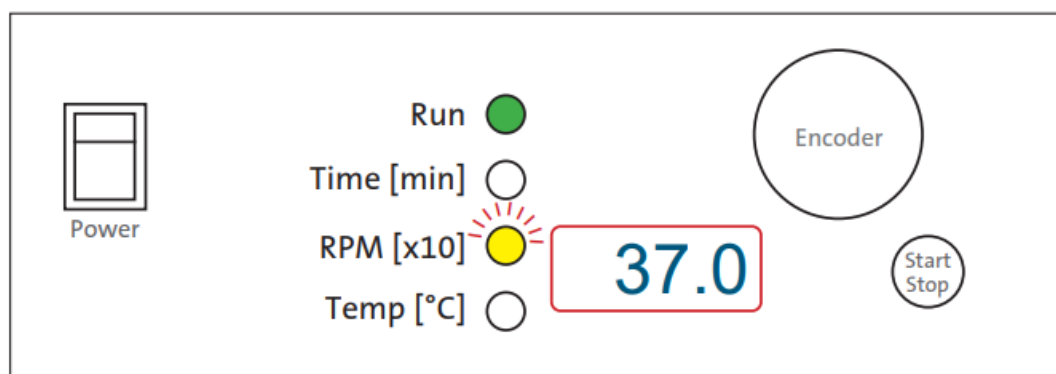 Run
Time [min]
RPM [x10]
Temp [°C]
Power
37.0
Encoder
Start
Stop